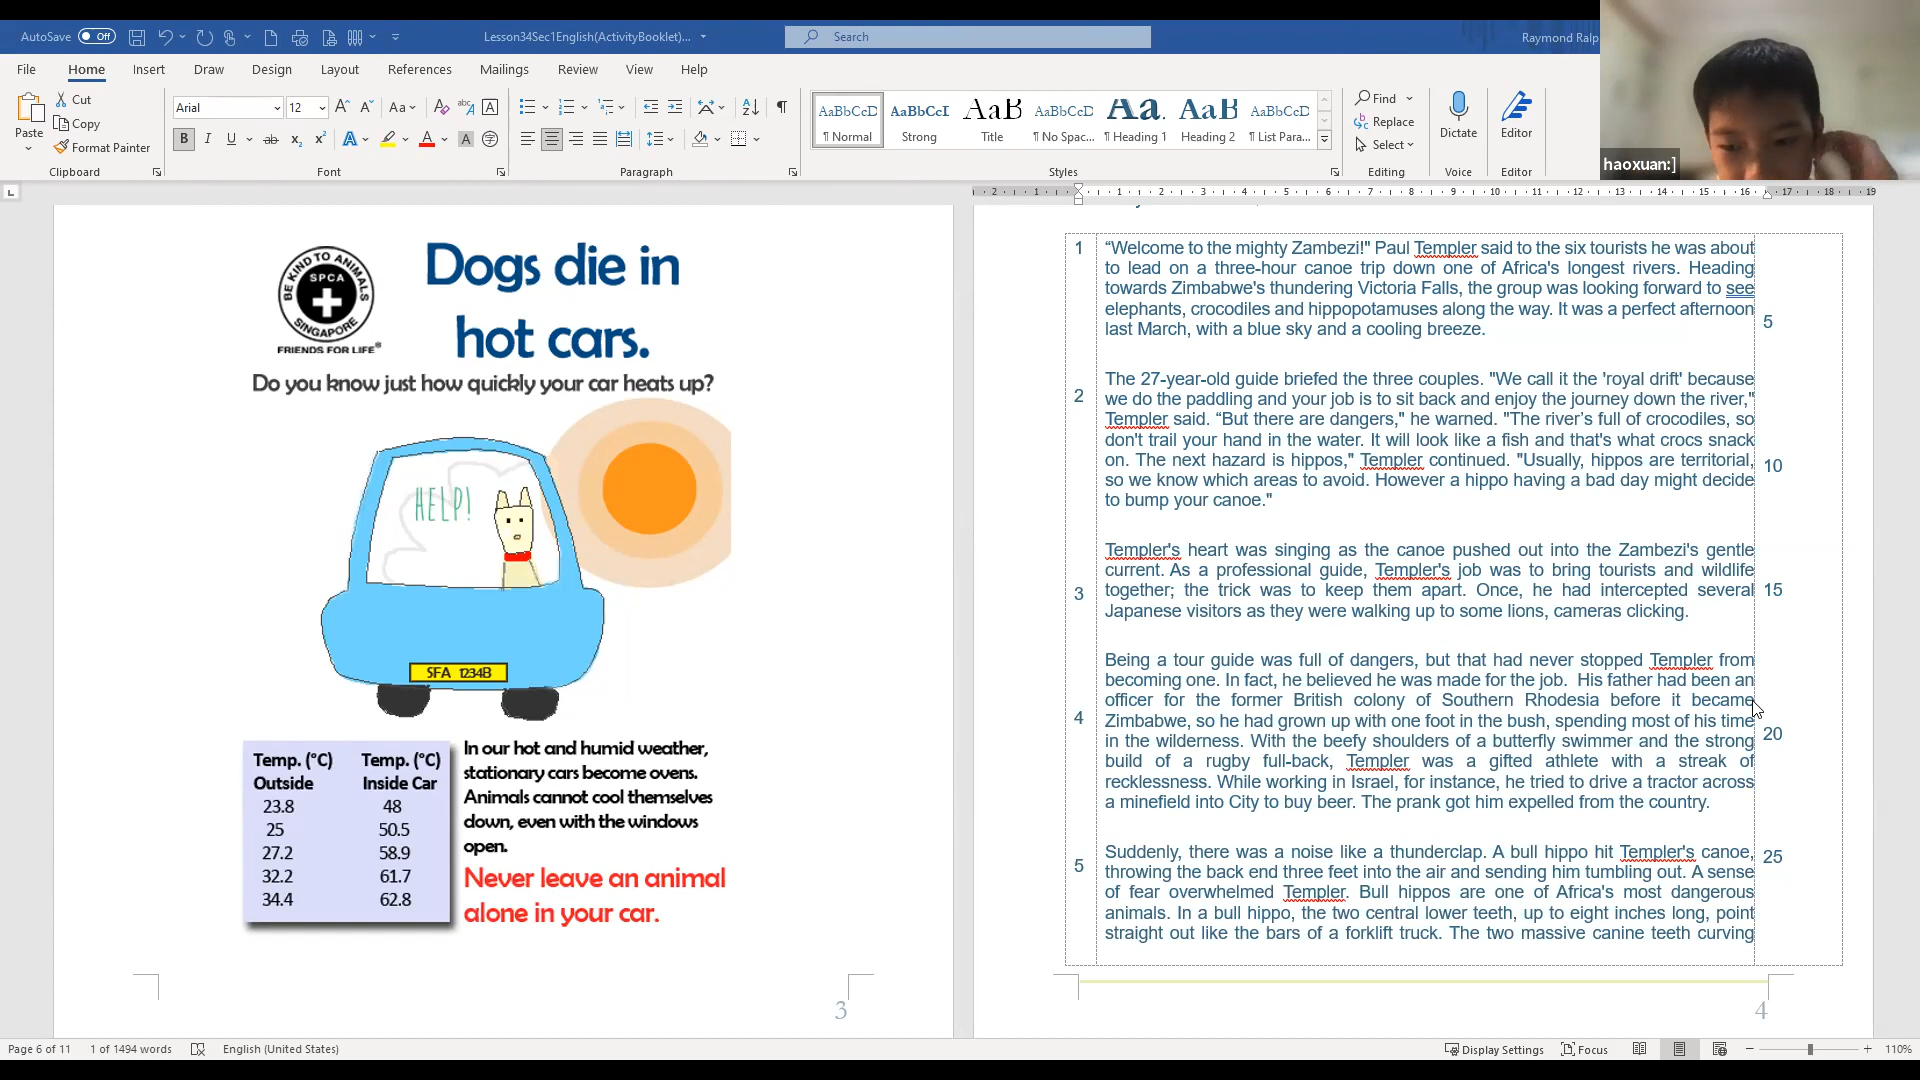 AutoSave Off
Lesson34Sec1English(ActivityBooklet)...
Search
Raymond Ralp
File Home Insert Draw Design Layout References Mailings Review View Help
Paste
Cut
Copy
Format Painter
Clipboard
Arial 12
Font
Paragraph
AaBbCcD
¶ Normal
AaBbCcI
Strong
AaB
Title
AaBbCcD
¶ No Spac...
Aa.
¶ Heading 1
AaB
Heading 2
AaBbCcD
¶ List Para...
Styles
Find
Replace
Select
Editing
Dictate
Voice
Editor
Editor
haoxuan:]
BE KIND TO ANIMALS
SPCA
SINGAPORE
FRIENDS FOR LIFE®
Dogs die in
hot cars.
Do you know just how quickly your car heats up?
HELP!
SFA 1234B
Temp. (°C) Temp. (°C)
Outside Inside Car
23.8 48
25 50.5
27.2 58.9
32.2 61.7
34.4 62.8
In our hot and humid weather,
stationary cars become ovens.
Animals cannot cool themselves
down, even with the windows
open.
Never leave an animal
alone in your car.
3
1 “Welcome to the mighty Zambezi!" Paul Templer said to the six tourists he was about
to lead on a three-hour canoe trip down one of Africa's longest rivers. Heading
towards Zimbabwe's thundering Victoria Falls, the group was looking forward to see
elephants, crocodiles and hippopotamuses along the way. It was a perfect afternoon
last March, with a blue sky and a cooling breeze. 5
The 27-year-old guide briefed the three couples. "We call it the 'royal drift' because
2 we do the paddling and your job is to sit back and enjoy the journey down the river,"
Templer said. “But there are dangers," he warned. "The river’s full of crocodiles, so
don't trail your hand in the water. It will look like a fish and that's what crocs snack
on. The next hazard is hippos," Templer continued. "Usually, hippos are territorial, 10
so we know which areas to avoid. However a hippo having a bad day might decide
to bump your canoe."
Templer's heart was singing as the canoe pushed out into the Zambezi's gentle
current. As a professional guide, Templer's job was to bring tourists and wildlife
3 together; the trick was to keep them apart. Once, he had intercepted several 15
Japanese visitors as they were walking up to some lions, cameras clicking.
Being a tour guide was full of dangers, but that had never stopped Templer from
becoming one. In fact, he believed he was made for the job. His father had been an
officer for the former British colony of Southern Rhodesia before it became
4 Zimbabwe, so he had grown up with one foot in the bush, spending most of his time
in the wilderness. With the beefy shoulders of a butterfly swimmer and the strong 20
build of a rugby full-back, Templer was a gifted athlete with a streak of
recklessness. While working in Israel, for instance, he tried to drive a tractor across
a minefield into City to buy beer. The prank got him expelled from the country.
Suddenly, there was a noise like a thunderclap. A bull hippo hit Templer's canoe, 25
5 throwing the back end three feet into the air and sending him tumbling out. A sense
of fear overwhelmed Templer. Bull hippos are one of Africa's most dangerous
animals. In a bull hippo, the two central lower teeth, up to eight inches long, point
straight out like the bars of a forklift truck. The two massive canine teeth curving
4
Page 6 of 11 1 of 1494 words English (United States)
Display Settings Focus 110%